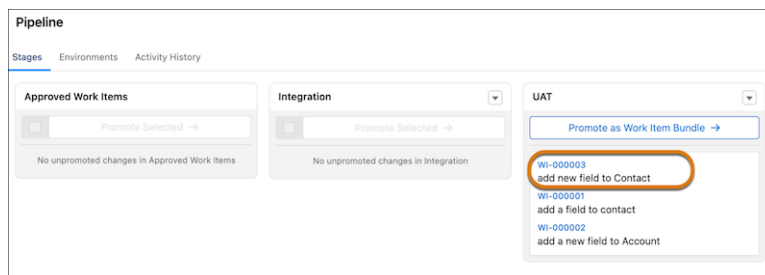 Pipeline
Stages Environments Activity History
Approved Work Items
Promote Selected →
No unpromoted changes in Approved Work Items
Integration
Promote Selected →
No unpromoted changes in Integration
UAT
Promote as Work Item Bundle →
WI-000003
add new field to Contact
WI-000001
add a field to contact
WI-000002
add a new field to Account